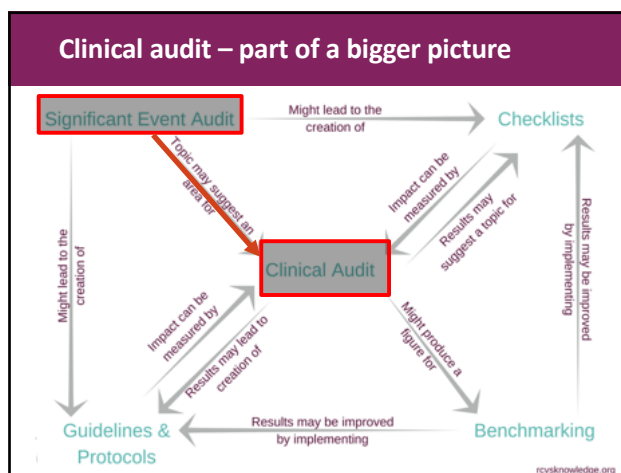 Clinical audit – part of a bigger picture
Significant Event Audit
Might lead to the
creation of
Checklists
Topic may suggest an
area for
Impact can be
measured by
Results may
suggest a topic for
Results may be improved
by implementing
Might lead to the
creation of
Clinical Audit
Impact can be
measured by
Results may lead to
creation of
Might produce a
figure for
Guidelines &
Protocols
Results may be improved
by implementing
Benchmarking
rcvsknowledge.org